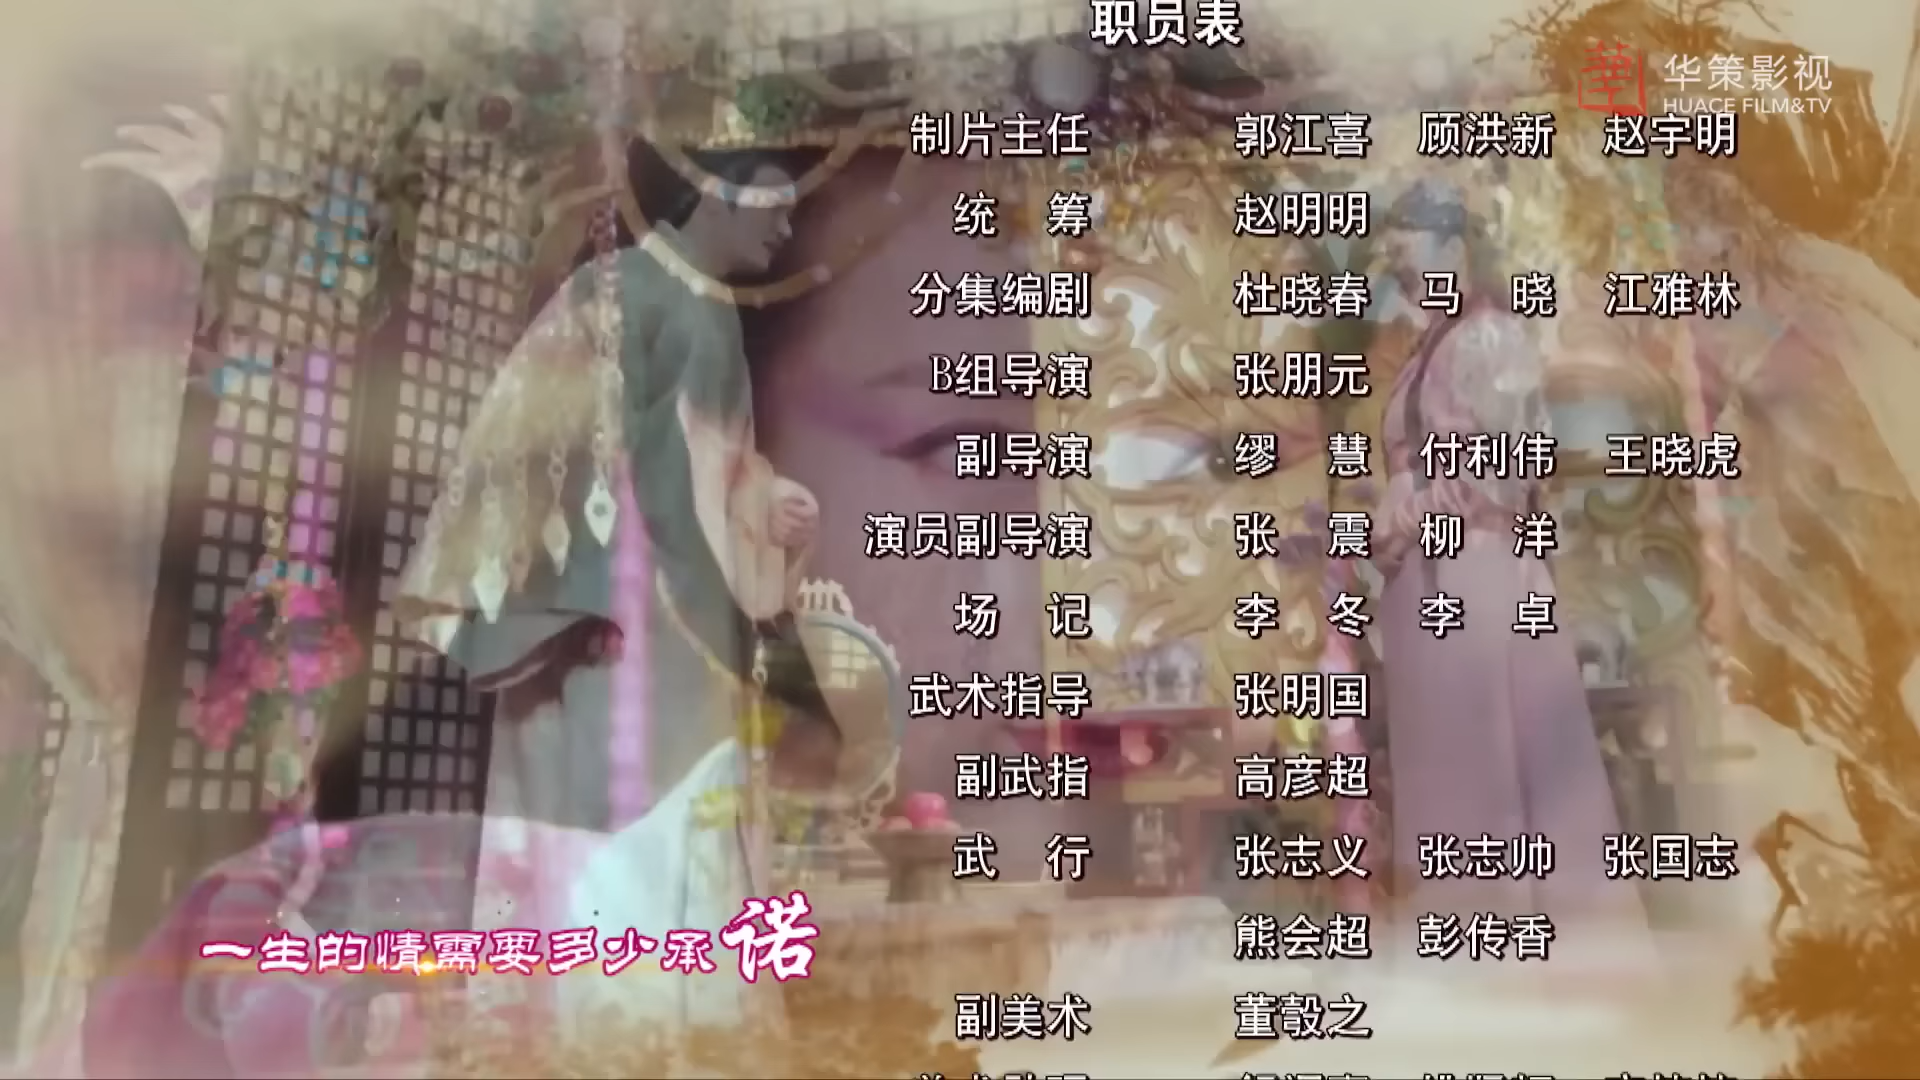 职员表
华策影视
HUACE FILM&TV
制片主任 郭江喜 顾洪新 赵宇明
统筹 赵明明
分集编剧 杜晓春 马晓 江雅林
B组导演 张朋元
副导演 缪慧 付利伟 王晓虎
演员副导演 张震 柳洋
场记 李冬 李卓
武术指导 张明国
副武指 高彦超
武行 张志义 张志帅 张国志
熊会超 彭传香
一生的情需要多少承诺
副美术 董彀之